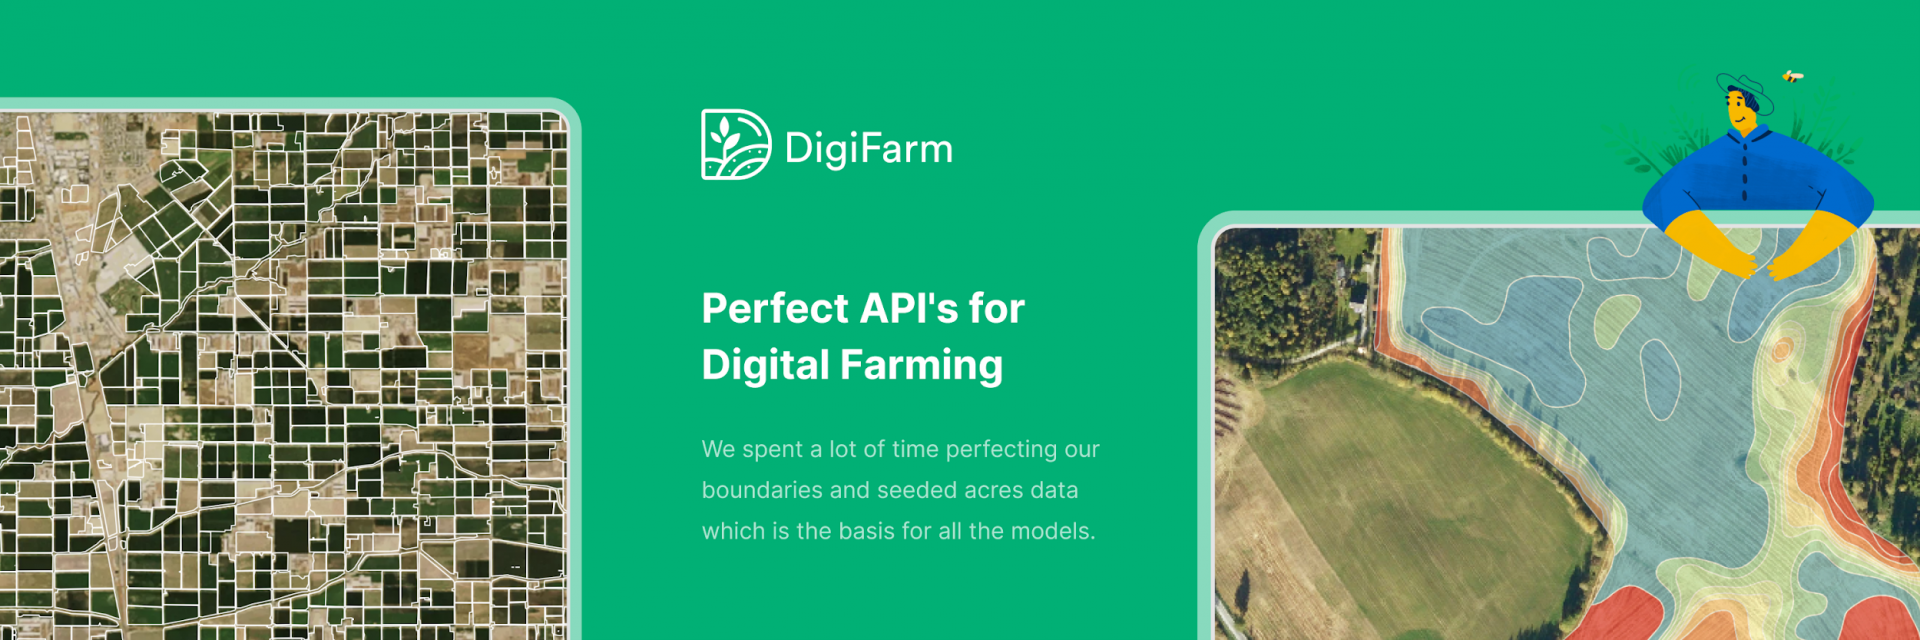 DigiFarm
Perfect API's for
Digital Farming
We spent a lot of time perfecting our
boundaries and seeded acres data
which is the basis for all the models.